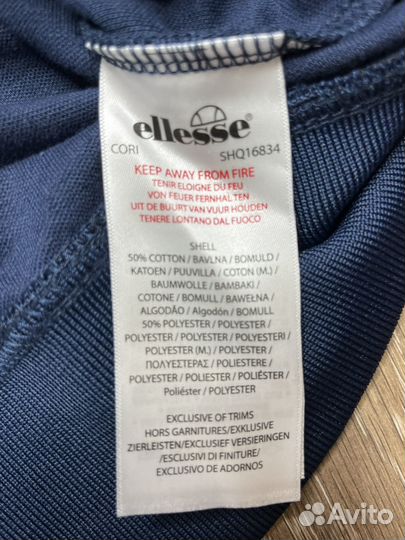 ellesse®
CORI SHQ16834
KEEP AWAY FROM FIRE
TENIR ELOIGNE DU FEU
VON FEUER FERNHALTEN
UIT DE BUURT VAN VUUR HOUDEN
TENERE LONTANO DAL FUOCO
SHELL
50% COTTON / BAVLNA / BOMULD /
KATOEN / PUUVILLA / COTON (M.) /
BAUMWOLLE / BAMBAKI /
COTONE / BOMULL / BAWEŁNA /
ALGODÃO / Algodón / BOMULL
50% POLYESTER / POLYESTER /
POLYESTER / POLYESTER / POLYESTERI /
POLYESTER (M.) / POLYESTER /
ΠΟΛΥΕΣΤΕΡΑΣ / POLIESTERE /
POLYESTER / POLIESTER / POLIÉSTER /
Poliéster / POLYESTER
EXCLUSIVE OF TRIMS
HORS GARNITURES/EXKLUSIVE
ZIERLEISTEN/EXCLUSIEF VERSIERINGEN
/ESCLUSI DI FINITURE/
EXCLUSIVO DE ADORNOS
Avito